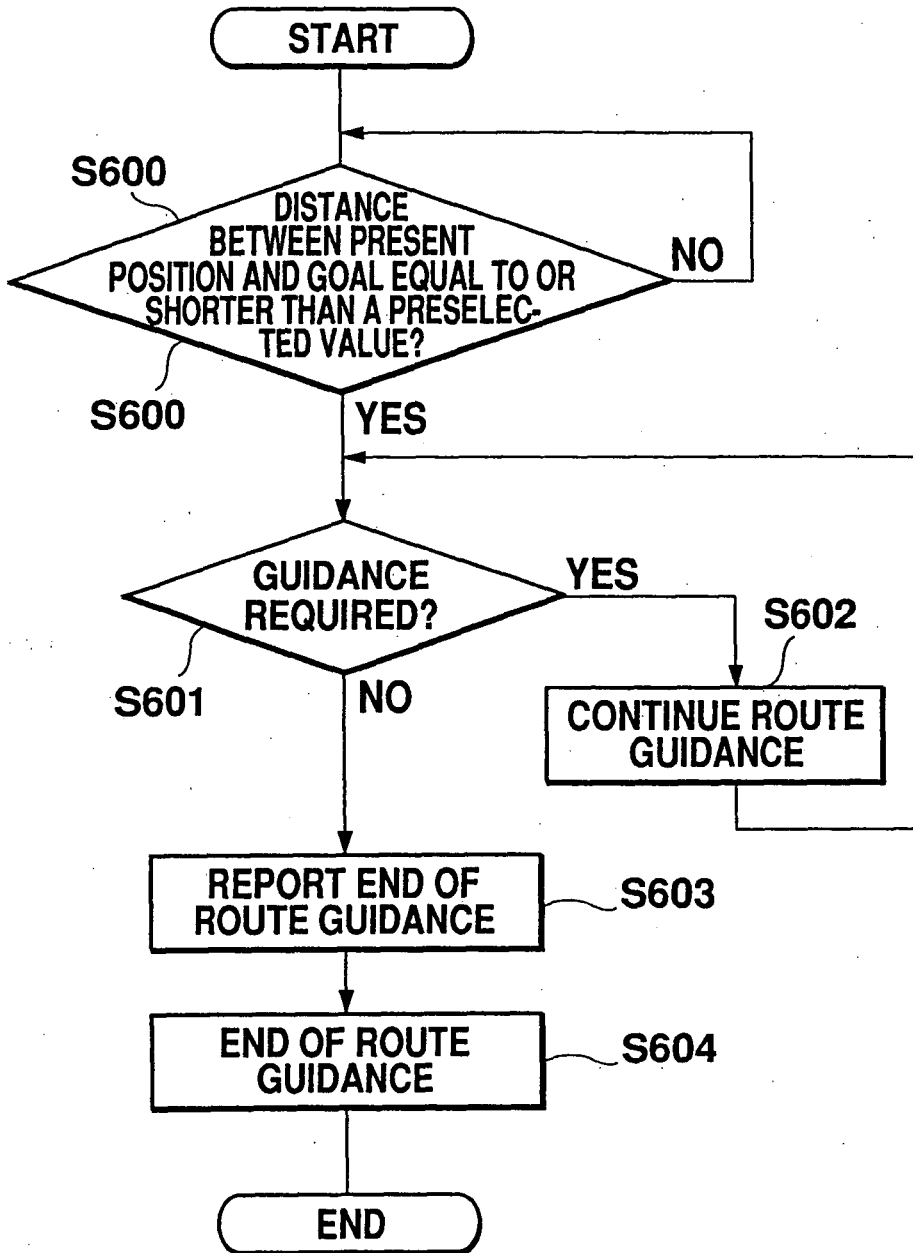 START
S600
DISTANCE
BETWEEN PRESENT
POSITION AND GOAL EQUAL TO OR
SHORTER THAN A PRESELEC-
TED VALUE?
NO
S600
YES
GUIDANCE
REQUIRED?
YES
S601
NO
S602
CONTINUE ROUTE
GUIDANCE
REPORT END OF
ROUTE GUIDANCE
S603
END OF ROUTE
GUIDANCE
S604
END